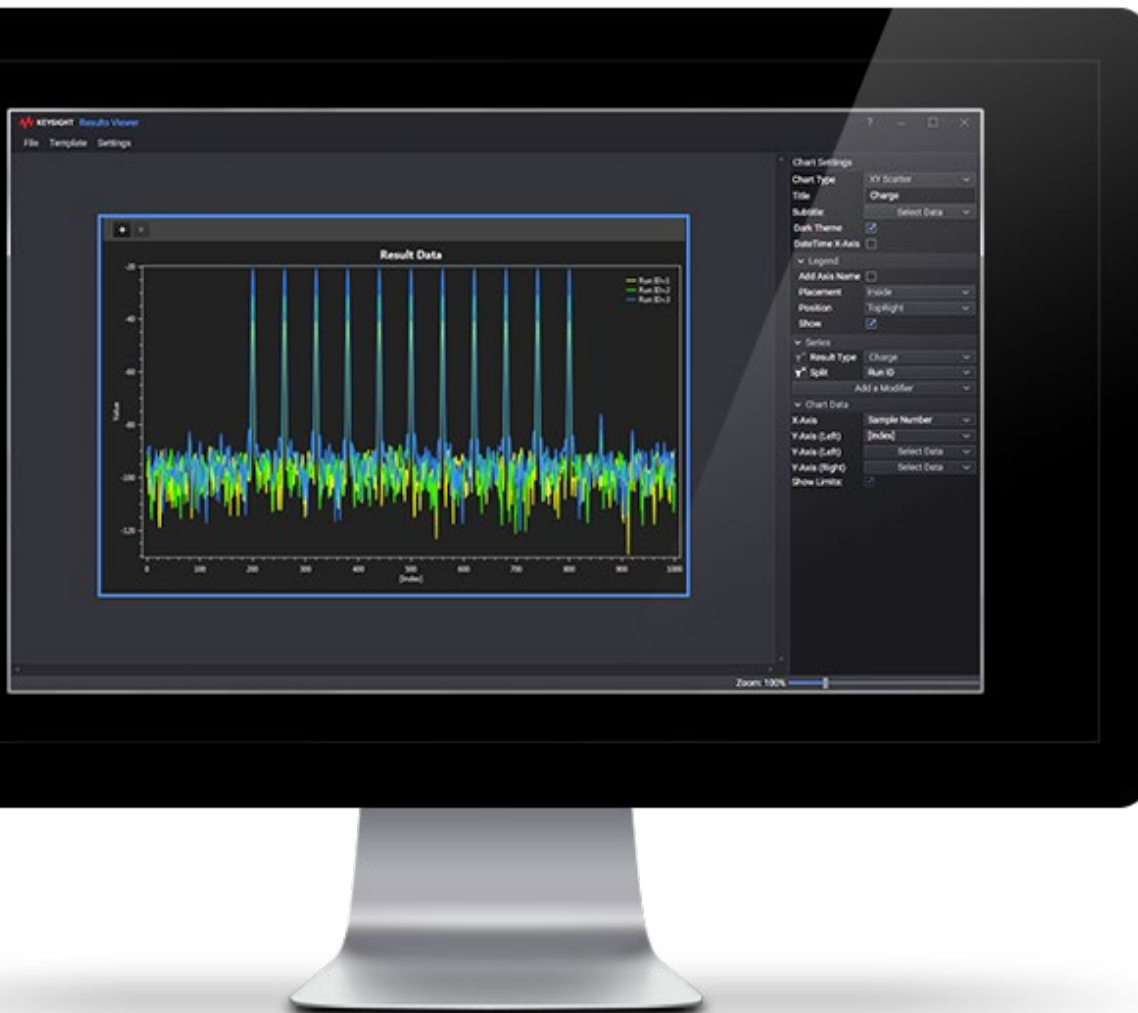 KEYSIGHT Results Viewer
File Template Settings
Result Data
Run ID=1
Run ID=2
Run ID=3
-20
-40
-60
-80
-100
-120
Value
0 100 200 300 400 500 600 700 800 900 1000
[Index]
Chart Settings
Chart Type XY Scatter
Title Charge
Subtitle: Select Data
Dark Theme
DateTime X-Axis
Legend
Add Axis Name
Placement Inside
Position TopRight
Show
Series
Result Type Charge
Split Run ID
Add a Modifier
Chart Data
X-Axis Sample Number
Y-Axis (Left) [Index]
Y-Axis (Left) Select Data
Y-Axis (Right) Select Data
Show Limits:
Zoom: 100%